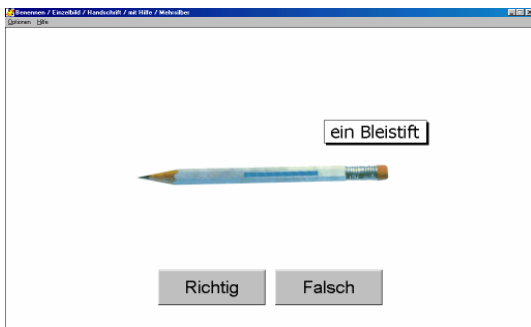 Benennen / Einzelbild / Handschrift / mit Hilfe / Mehrsilber
Optionen Hilfe
ein Bleistift
Richtig Falsch